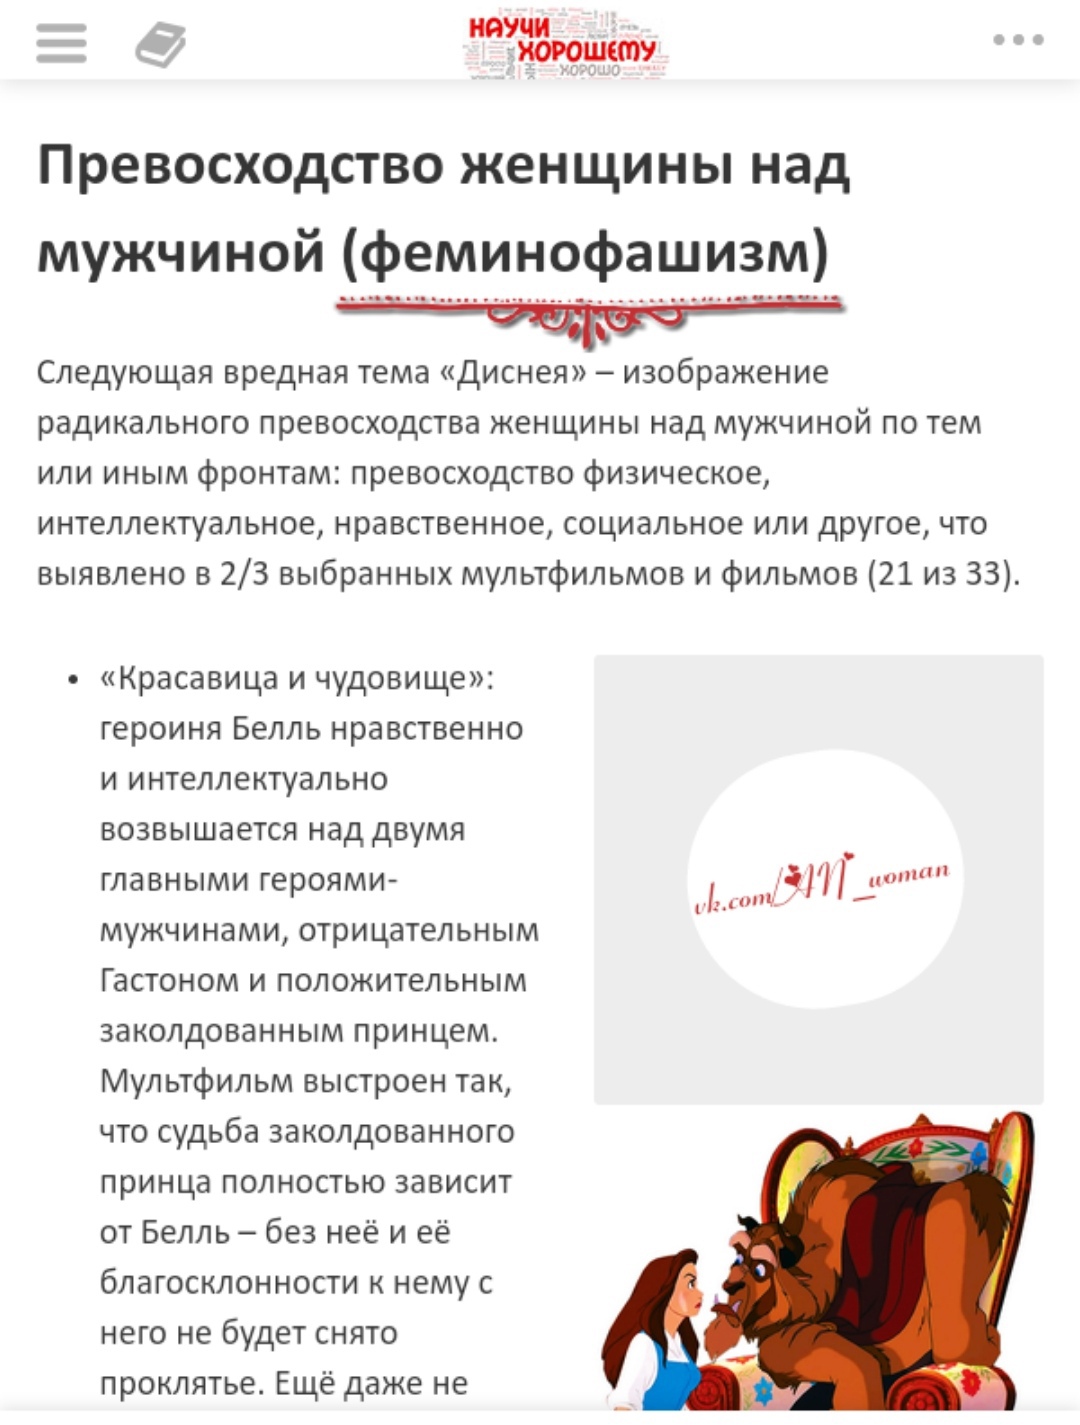 НАУЧИ
ХОРОШЕМУ
ХОРОШО
Превосходство женщины над
мужчиной (феминофашизм)
Следующая вредная тема «Диснея» – изображение
радикального превосходства женщины над мужчиной по тем
или иным фронтам: превосходство физическое,
интеллектуальное, нравственное, социальное или другое, что
выявлено в 2/3 выбранных мультфильмов и фильмов (21 из 33).
• «Красавица и чудовище»:
героиня Белль нравственно
и интеллектуально
возвышается над двумя
главными героями-
мужчинами, отрицательным
Гастоном и положительным
заколдованным принцем.
Мультфильм выстроен так,
что судьба заколдованного
принца полностью зависит
от Белль – без неё и её
благосклонности к нему с
него не будет снято
проклятье. Ещё даже не
vk.com/AN_woman